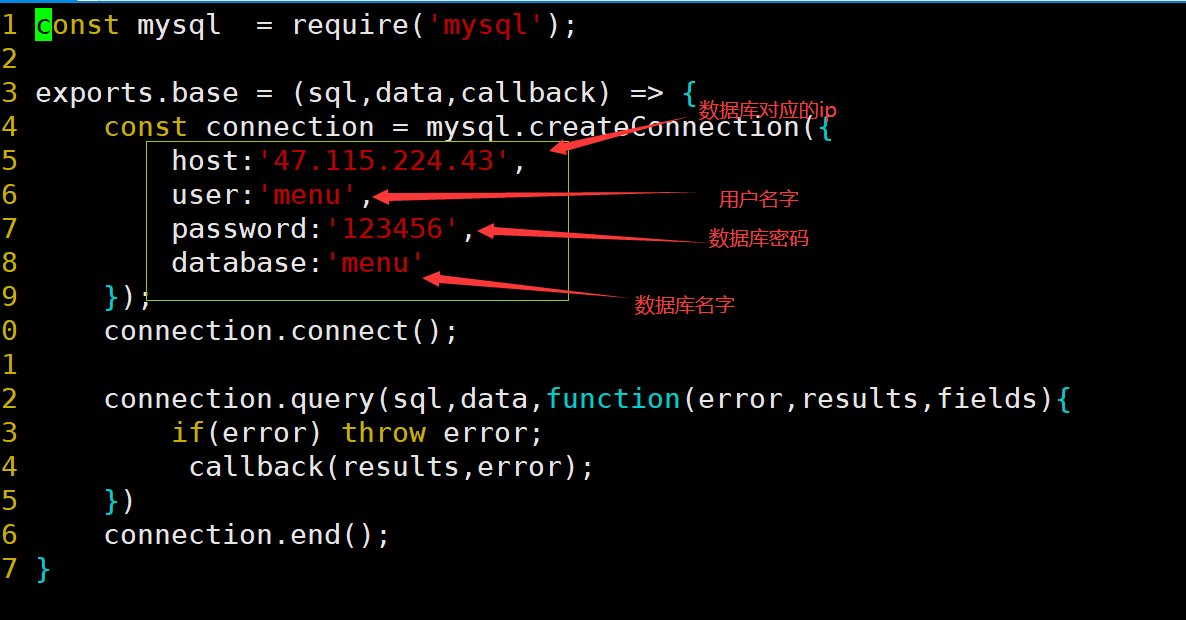 1 const mysql  = require('mysql');
2
3 exports.base = (sql,data,callback) => {
数据库对应的ip
4     const connection = mysql.createConnection({
5         host:'47.115.224.43',
6         user:'menu',
用户名字
7         password:'123456',
数据库密码
8         database:'menu'
9     });
数据库名字
0     connection.connect();
1
2     connection.query(sql,data,function(error,results,fields){
3         if(error) throw error;
4          callback(results,error);
5     })
6     connection.end();
7 }